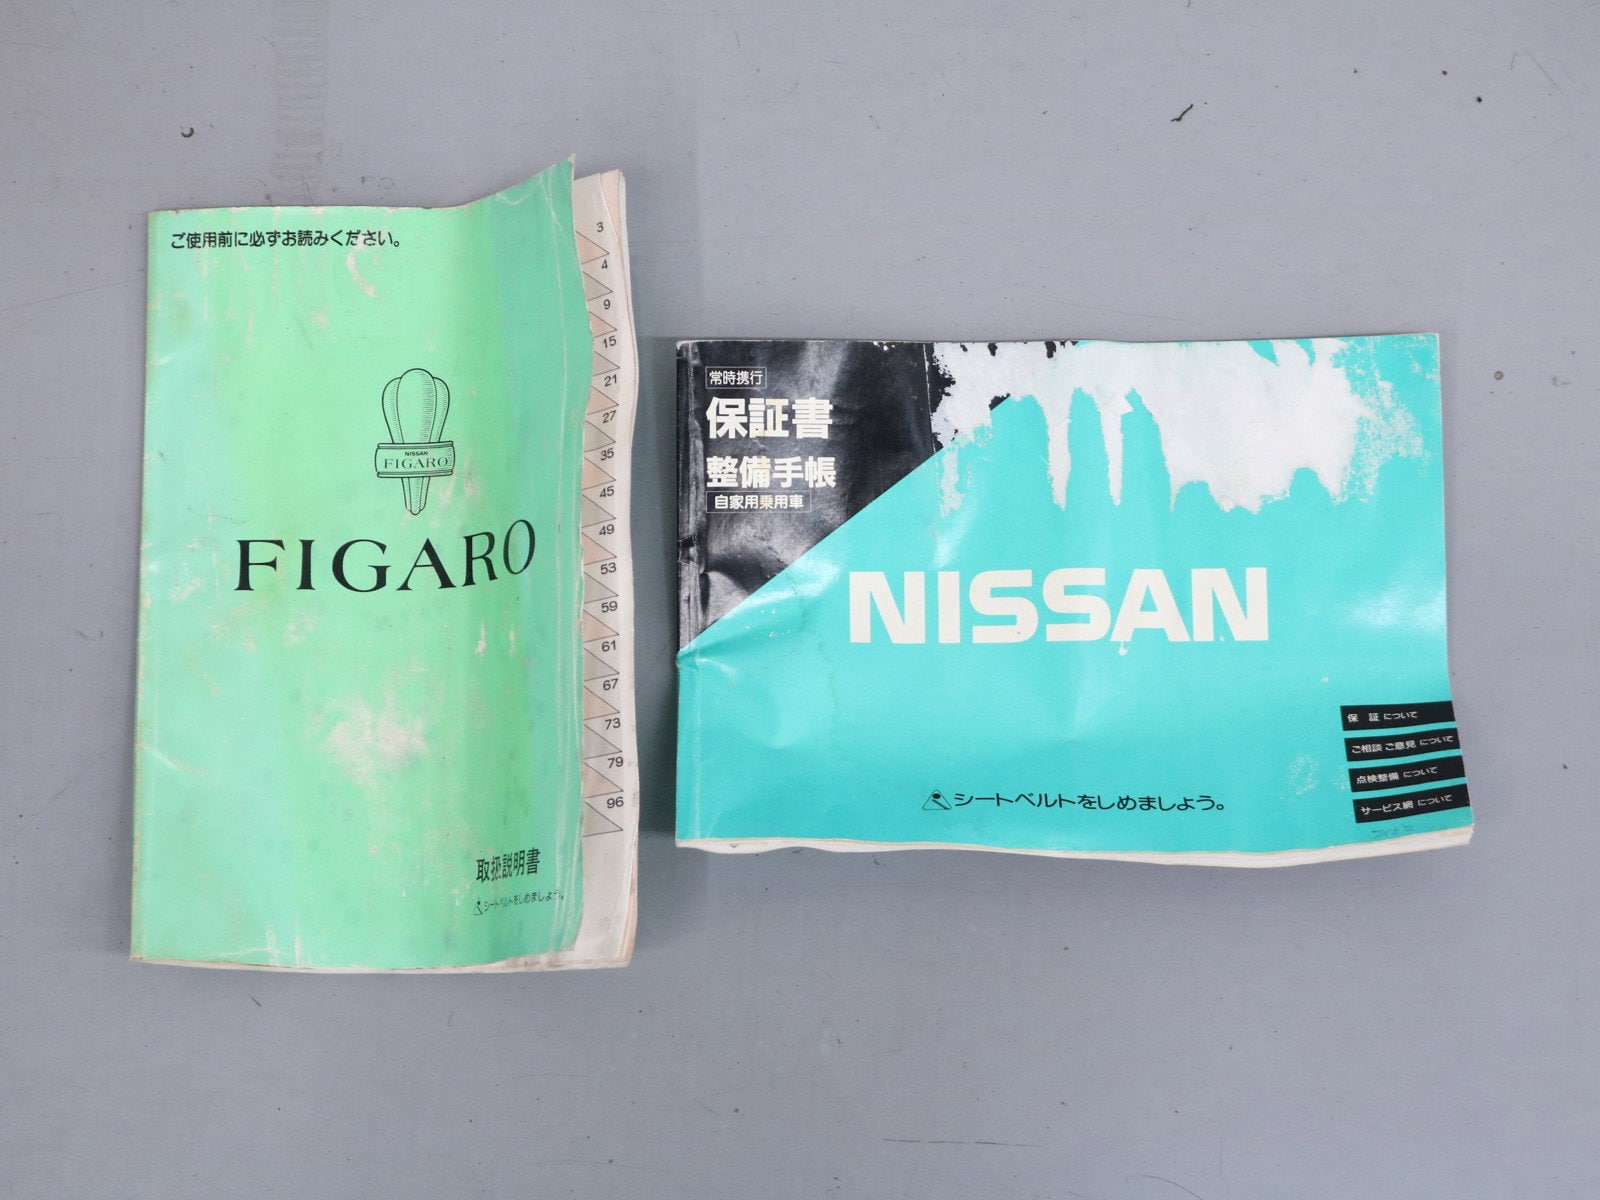 ご使用前に必ずお読みください。
NISSAN
FIGARO
FIGARO
取扱説明書
シートベルトをしめましょう。
3
4
9
15
21
27
35
45
49
53
59
61
67
73
79
96
常時携行
保証書
整備手帳
自家用乗用車
NISSAN
シートベルトをしめましょう。
保 証 について
ご相談 ご意見 について
点検整備 について
サービス網 について